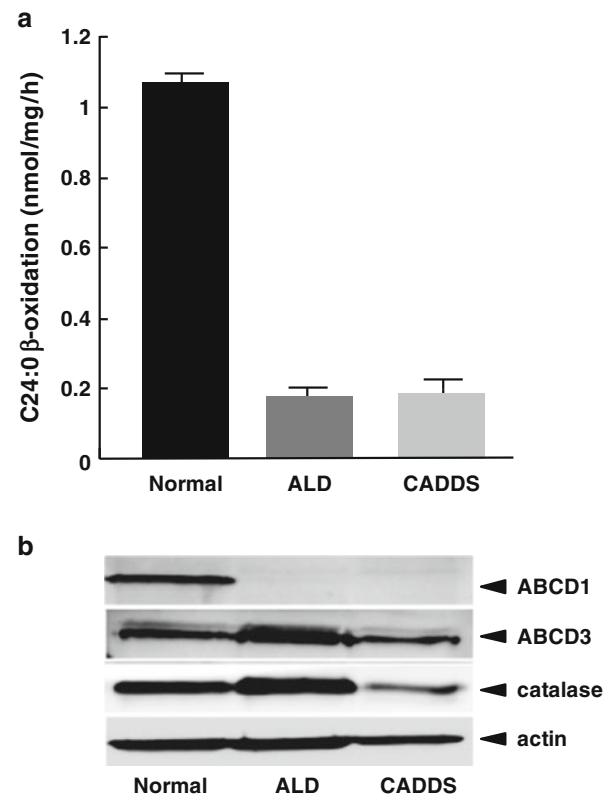 a
C24:0 β-oxidation (nmol/mg/h)
1.2
1
0.8
0.6
0.4
0.2
0
Normal ALD CADDS
b
ABCD1
ABCD3
catalase
actin
Normal ALD CADDS